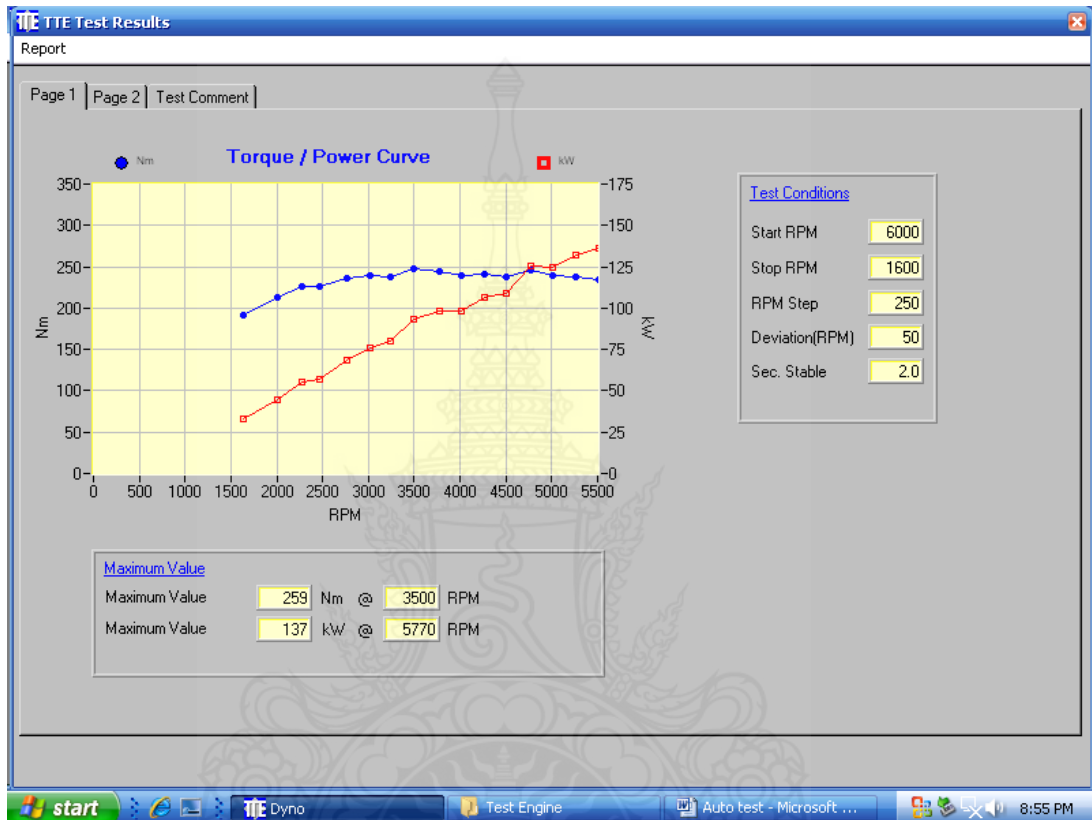 TTE TTE Test Results
Report
Page 1 Page 2 Test Comment
Nm Torque / Power Curve kW
350 175
300 150
250 125
200 100
150 75
100 50
50 25
0 0
Nm
kW
0 500 1000 1500 2000 2500 3000 3500 4000 4500 5000 5500
RPM
Test Conditions
Start RPM 6000
Stop RPM 1600
RPM Step 250
Deviation(RPM) 50
Sec. Stable 2.0
Maximum Value
Maximum Value 259 Nm @ 3500 RPM
Maximum Value 137 kW @ 5770 RPM
start TTE Dyno Test Engine Auto test - Microsoft ... 8:55 PM